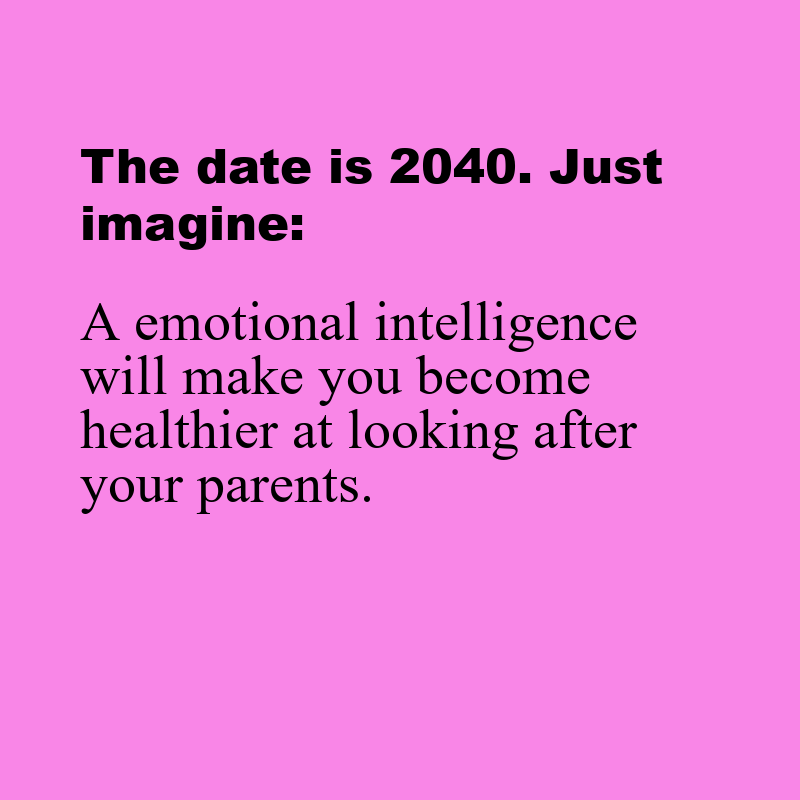 The date is 2040. Just
imagine:
A emotional intelligence
will make you become
healthier at looking after
your parents.